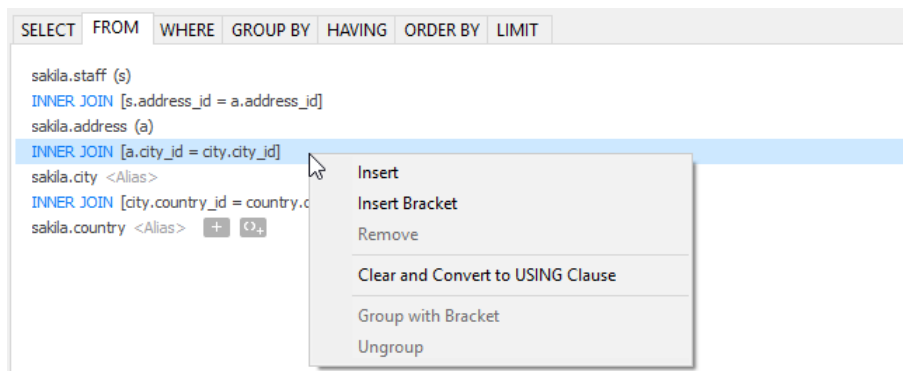 SELECT FROM WHERE GROUP BY HAVING ORDER BY LIMIT
sakila.staff (s)
INNER JOIN [s.address_id = a.address_id]
sakila.address (a)
INNER JOIN [a.city_id = city.city_id]
sakila.city <Alias>
INNER JOIN [city.country_id = country.c
sakila.country <Alias> + ()+
Insert
Insert Bracket
Remove
Clear and Convert to USING Clause
Group with Bracket
Ungroup